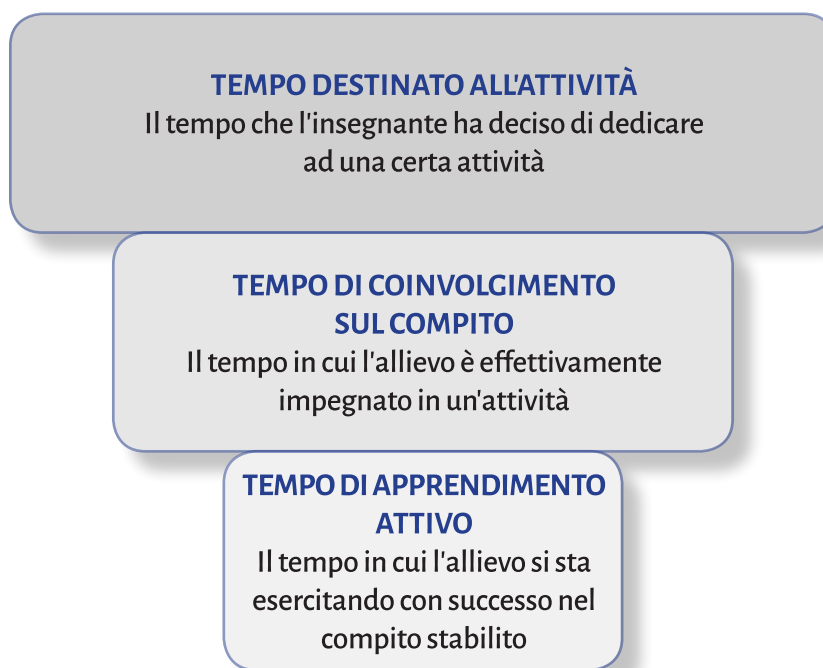 TEMPO DESTINATO ALL'ATTIVITÀ
Il tempo che l'insegnante ha deciso di dedicare
ad una certa attività
TEMPO DI COINVOLGIMENTO
SUL COMPITO
Il tempo in cui l'allievo è effettivamente
impegnato in un'attività
TEMPO DI APPRENDIMENTO
ATTIVO
Il tempo in cui l'allievo si sta
esercitando con successo nel
compito stabilito